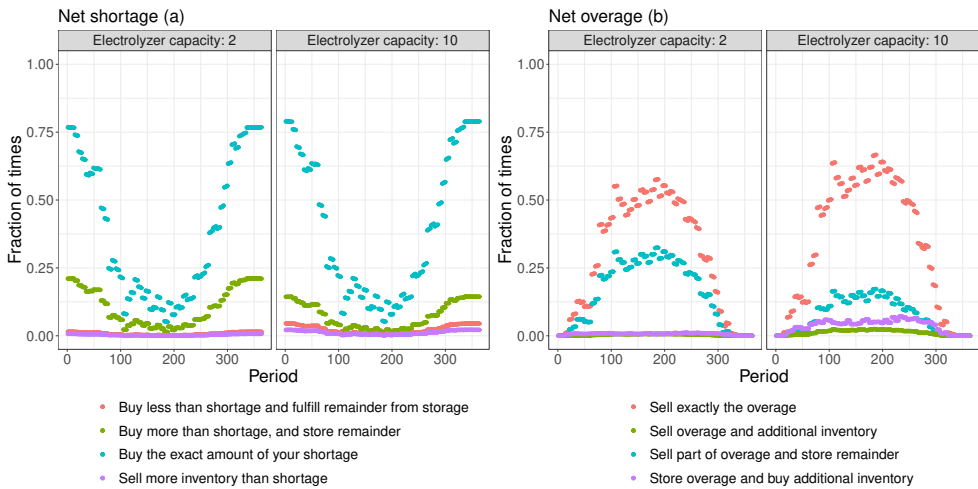 Net shortage (a)
Net overage (b)
Electrolyzer capacity: 2
Electrolyzer capacity: 10
Electrolyzer capacity: 2
Electrolyzer capacity: 10
Fraction of times
1.00
0.75
0.50
0.25
0.00
0 100 200 300
0 100 200 300
Period
Fraction of times
1.00
0.75
0.50
0.25
0.00
0 100 200 300
0 100 200 300
Period
Buy less than shortage and fulfill remainder from storage
Buy more than shortage, and store remainder
Buy the exact amount of your shortage
Sell more inventory than shortage
Sell exactly the overage
Sell overage and additional inventory
Sell part of overage and store remainder
Store overage and buy additional inventory